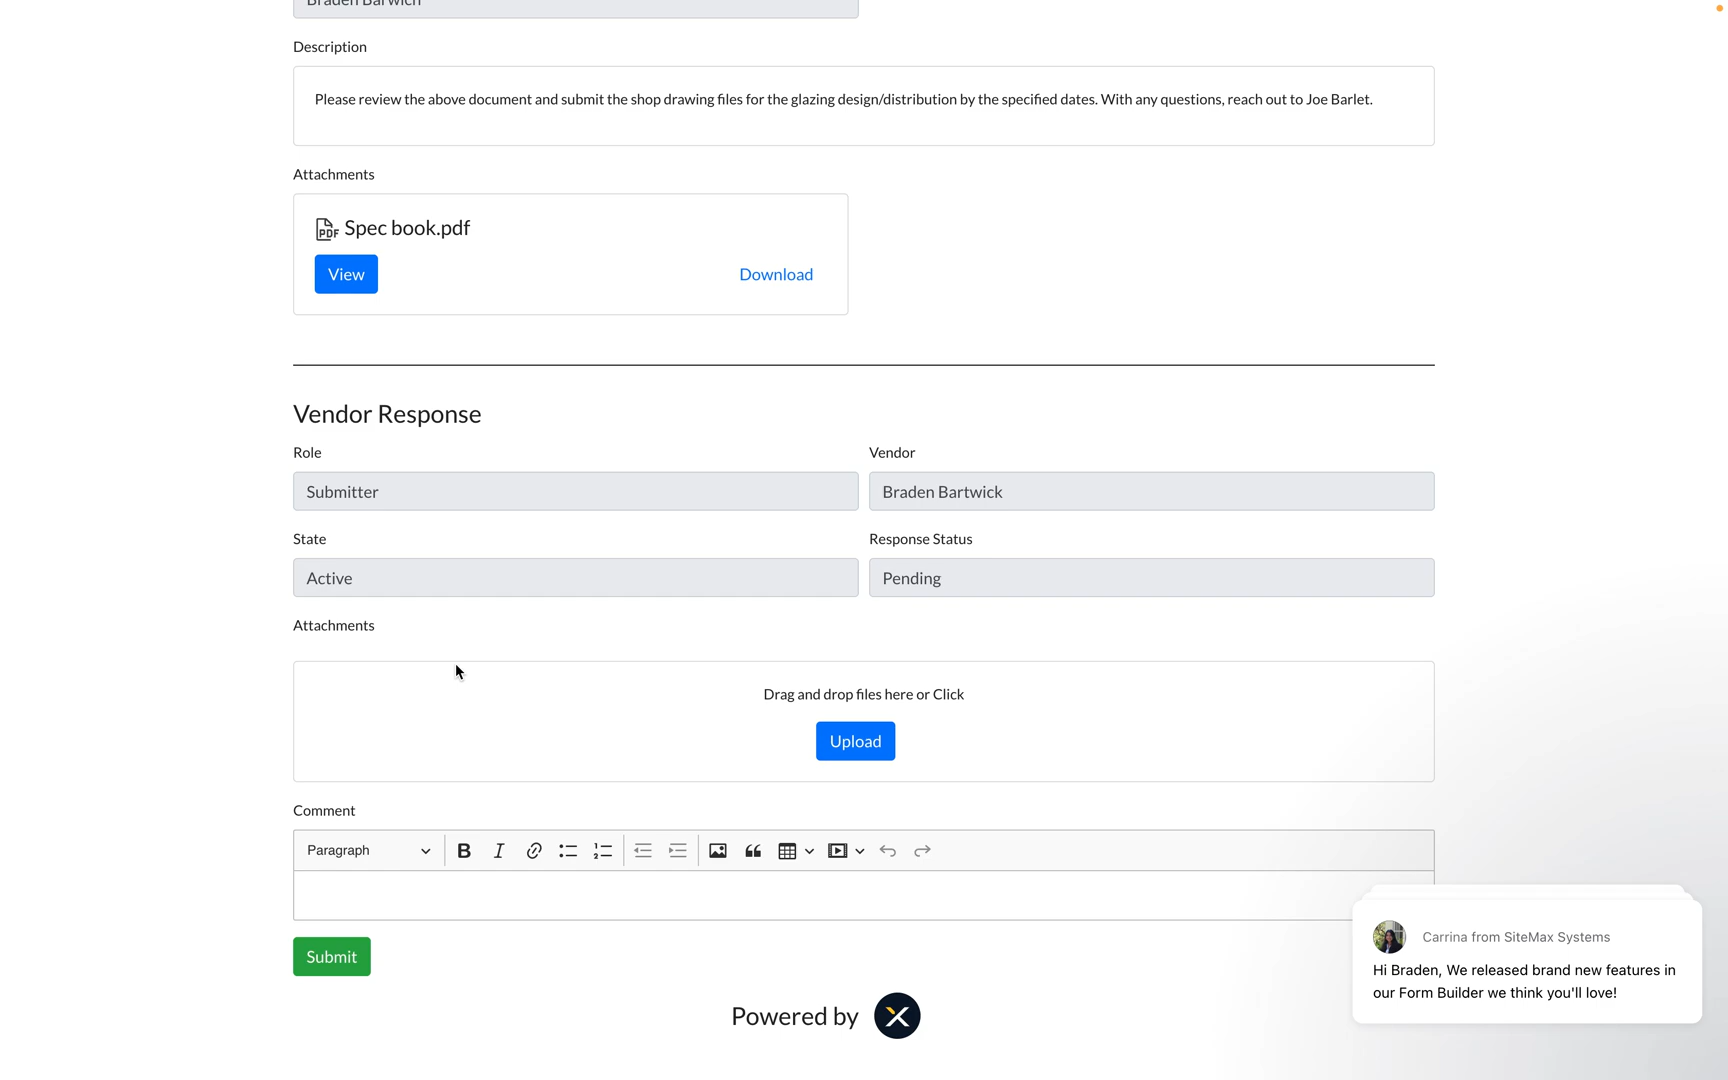 Braden Barwich
Description
Please review the above document and submit the shop drawing files for the glazing design/distribution by the specified dates. With any questions, reach out to Joe Barlet.
Attachments
PDF Spec book.pdf
View Download
Vendor Response
Role Vendor
Submitter Braden Bartwick
State Response Status
Active Pending
Attachments
Drag and drop files here or Click
Upload
Comment
Paragraph
Carrina from SiteMax Systems
Hi Braden, We released brand new features in
our Form Builder we think you'll love!
Submit
Powered by